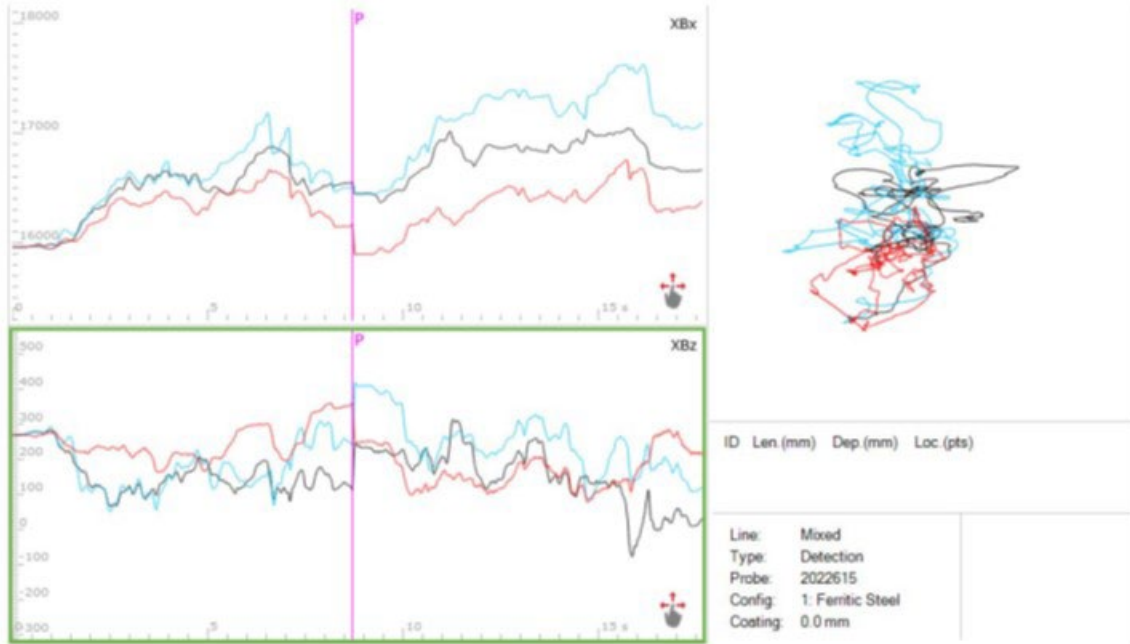 18000
P
XBx
17000
16000
0
5
10
15 s
500
P
XBz
400
300
200
100
0
-100
-200
-300
5
10
15 s
ID Len.(mm) Dep.(mm) Loc.(pts)
Line: Mixed
Type: Detection
Probe: 2022615
Config: 1: Ferritic Steel
Coating: 0.0 mm